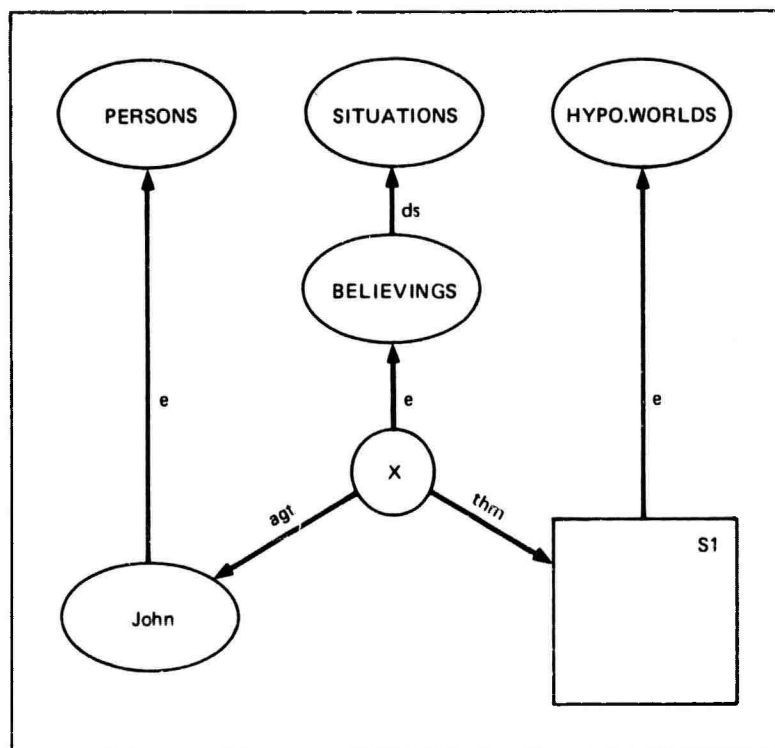 PERSONS
SITUATIONS
HYPO.WORLDS
ds
BELIEVINGS
e
e
e
X
agt
thm
S1
John